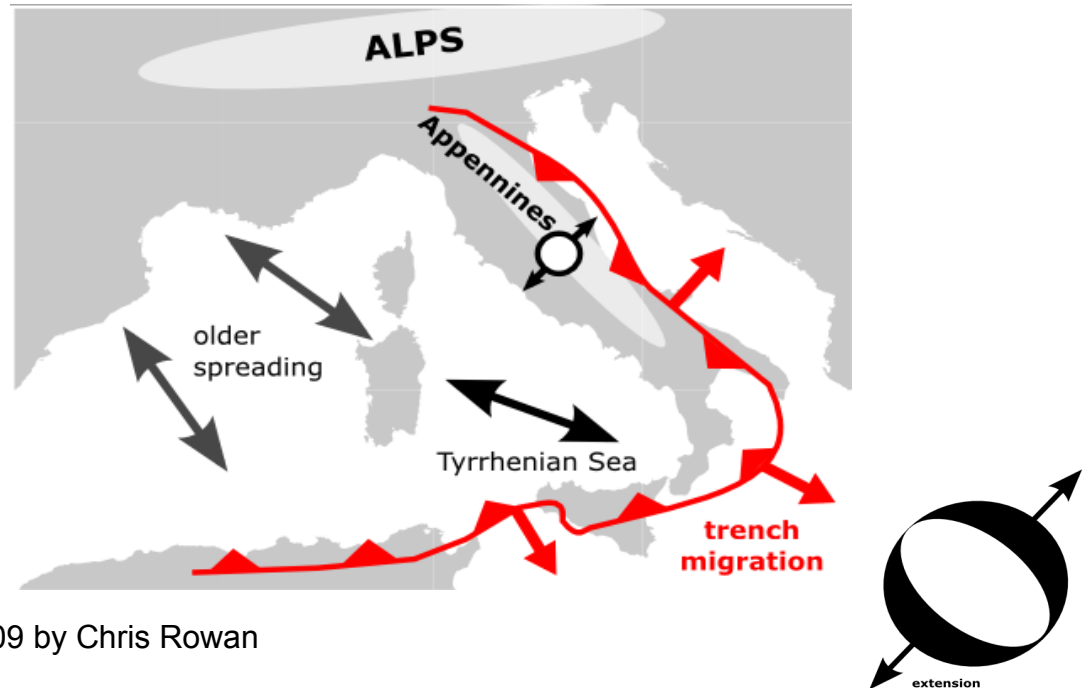 ALPS
Appennines
older
spreading
Tyrrhenian Sea
trench
migration
09 by Chris Rowan
extension